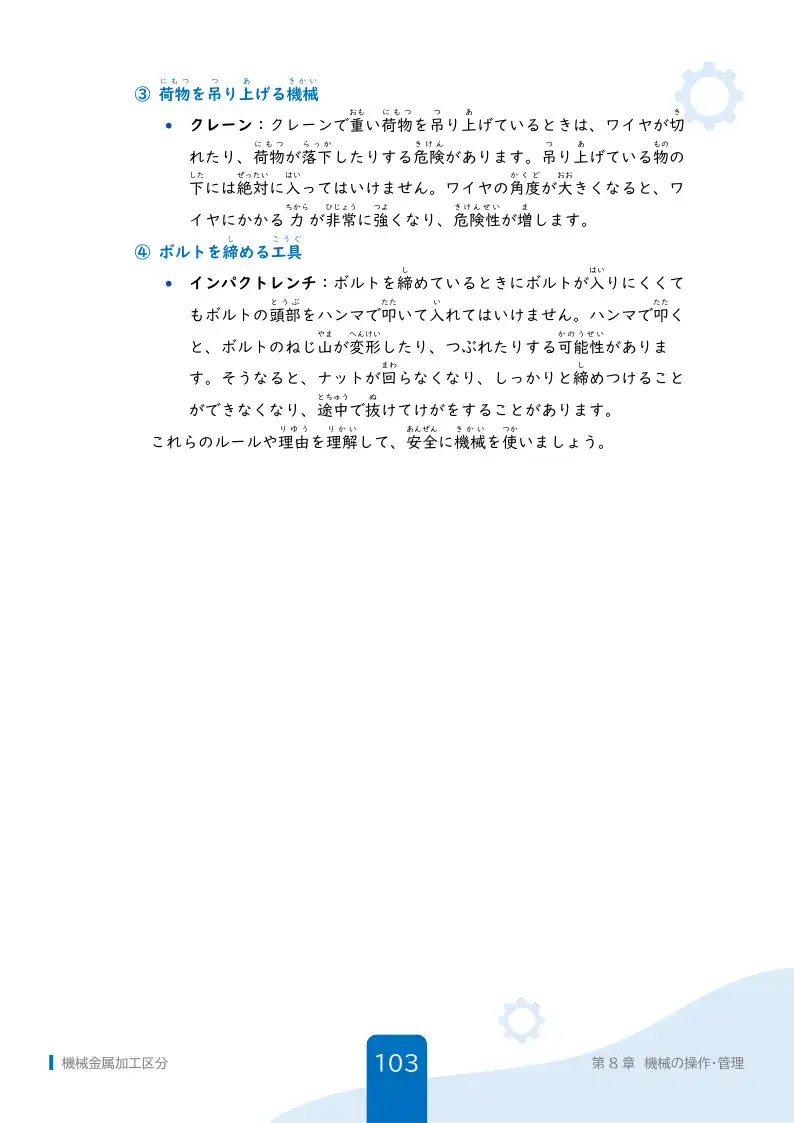 ③ 荷物を吊り上げる機械
• クレーン：クレーンで重い荷物を吊り上げているときは、ワイヤが切
れたり、荷物が落下したりする危険があります。吊り上げている物の
下には絶対に入ってはいけません。ワイヤの角度が大きくなると、ワ
イヤにかかる力が非常に強くなり、危険性が増します。
④ ボルトを締める工具
• インパクトレンチ：ボルトを締めているときにボルトが入りにくくて
もボルトの頭部をハンマで叩いて入れてはいけません。ハンマで叩く
と、ボルトのねじ山が変形したり、つぶれたりする可能性がありま
す。そうなると、ナットが回らなくなり、しっかりと締めつけること
ができなくなり、途中で抜けてけがをすることがあります。
これらのルールや理由を理解して、安全に機械を使いましょう。
機械金属加工区分
103
第 8 章 機械の操作・管理